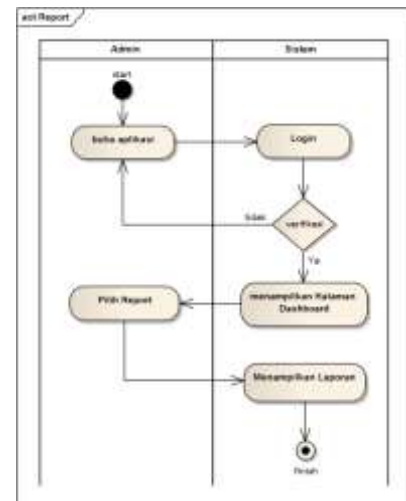 act Report
Admin
Sistem
start
buka aplikasi
Login
verifikasi
tidak
Ya
menampilkan Halaman
Dashboard
Pilih Report
Menampilkan Laporan
finish